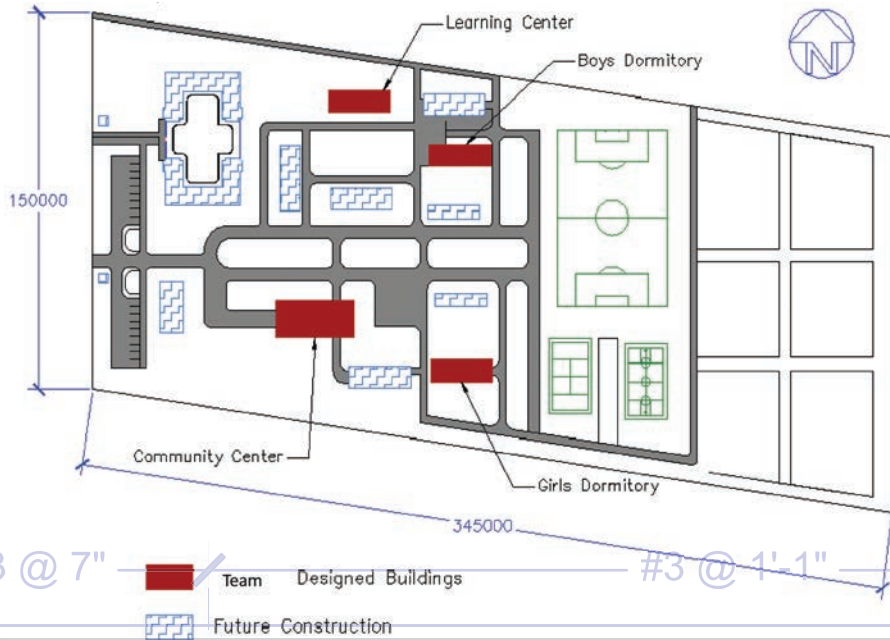 Learning Center
N
Boys Dormitory
150000
Community Center
Girls Dormitory
345000
@ 7"
#3 @ 1'-1"
Team Designed Buildings
Future Construction